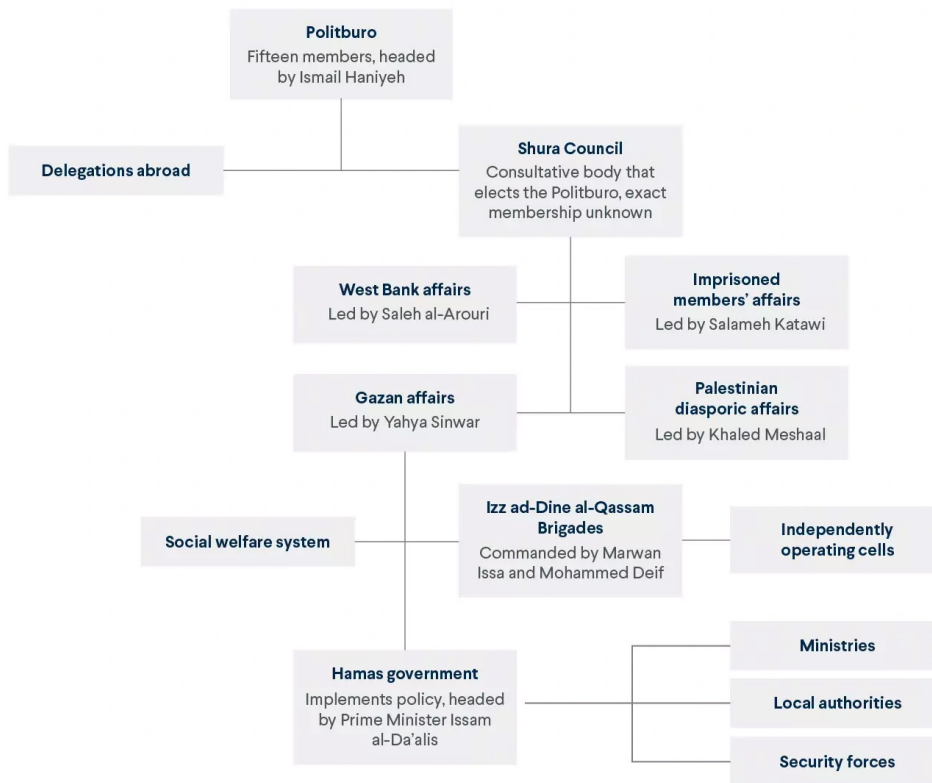 Politburo
Fifteen members, headed
by Ismail Haniyeh
Delegations abroad
Shura Council
Consultative body that
elects the Politburo, exact
membership unknown
West Bank affairs
Led by Saleh al-Arouri
Imprisoned
members’ affairs
Led by Salameh Katawi
Gazan affairs
Led by Yahya Sinwar
Palestinian
diasporic affairs
Led by Khaled Meshaal
Social welfare system
Izz ad-Dine al-Qassam
Brigades
Commanded by Marwan
Issa and Mohammed Deif
Independently
operating cells
Hamas government
Implements policy, headed
by Prime Minister Issam
al-Da’alis
Ministries
Local authorities
Security forces